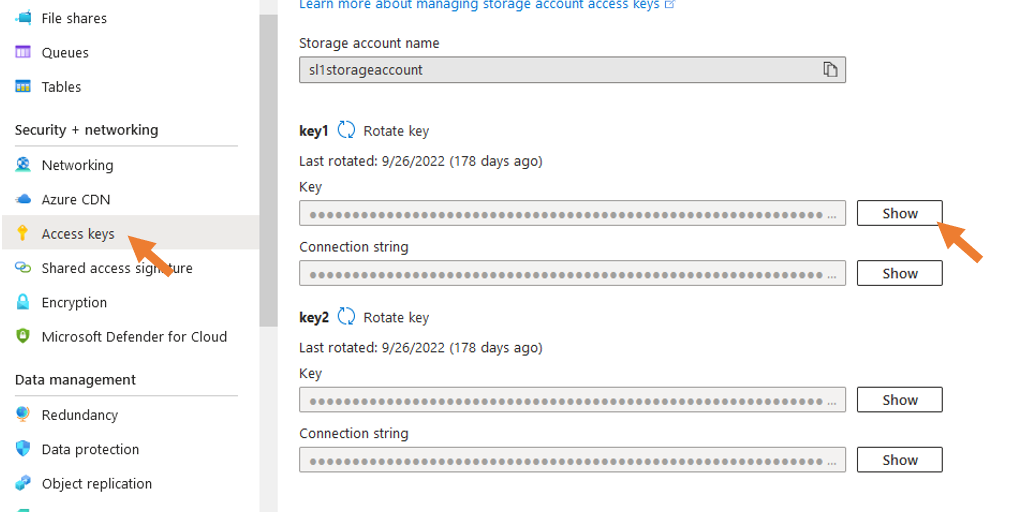 File shares
Queues
Tables
Security + networking
Networking
Azure CDN
Access keys
Shared access signature
Encryption
Microsoft Defender for Cloud
Data management
Redundancy
Data protection
Object replication
Learn more about managing storage account access keys
Storage account name
sl1storageaccount
key1 Rotate key
Last rotated: 9/26/2022 (178 days ago)
Key
... Show
Connection string
... Show
key2 Rotate key
Last rotated: 9/26/2022 (178 days ago)
Key
... Show
Connection string
... Show